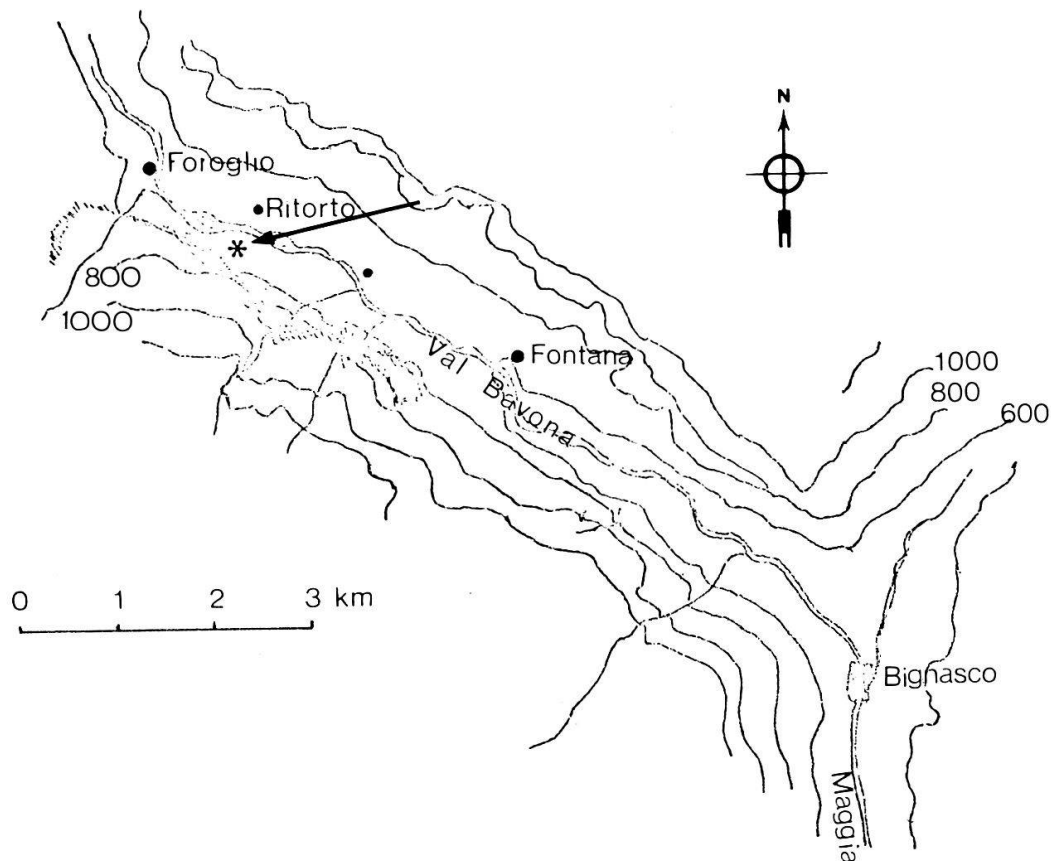 N
Foroglio
Ritorto
*
800
1000
Fontana
Val Bavona
1000
800
600
0 1 2 3 km
Bignasco
Maggia